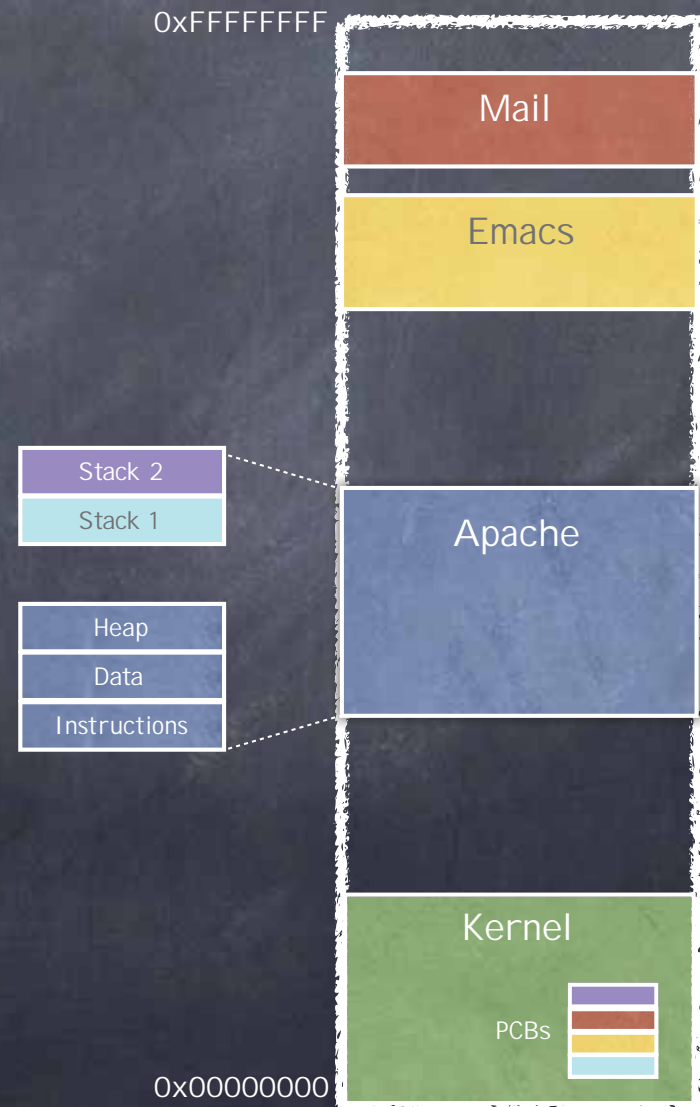 0xFFFFFFFF
Mail
Emacs
Stack 2
Stack 1
Apache
Heap
Data
Instructions
Kernel
PCBs
0x00000000